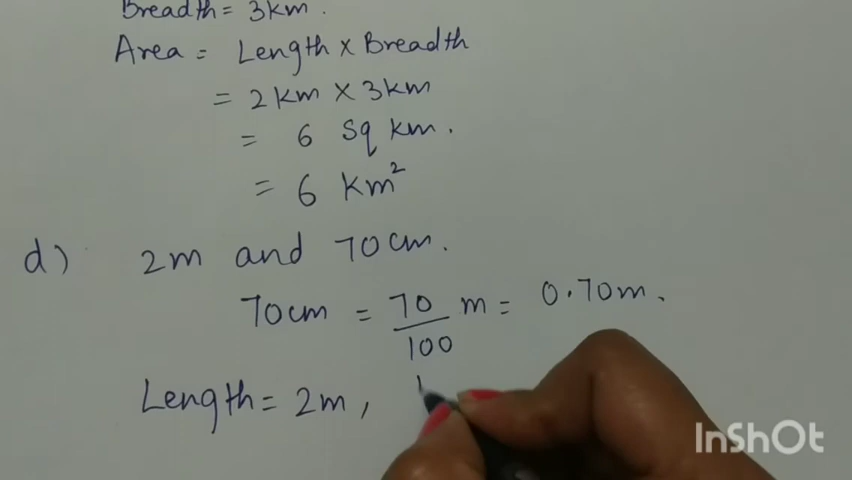 Breadth = 3km.
Area = Length × Breadth
= 2km × 3km
= 6 Sq km.
= 6 km²
d) 2m and 70cm.
70cm = 70/100 m = 0.70m.
Length = 2m,
InShOt